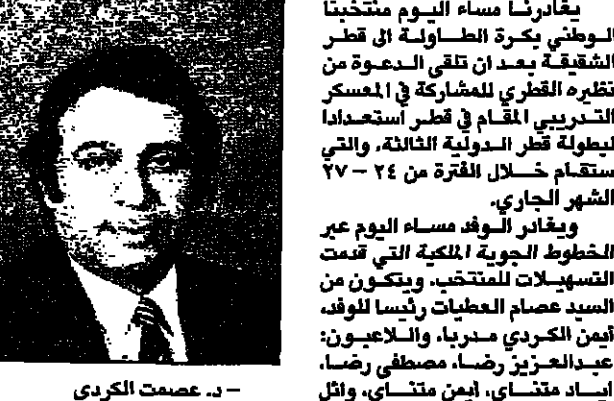 يغادرنا مساء اليوم منتخبنا
الوطني بكرة الطاولة الى قطر
الشقيقة بعد ان تلقى الدعوة من
نظيره القطري للمشاركة في المعسكر
التدريبي المقام في قطر استعدادا
لبطولة قطر الدولية الثالثة، والتي
ستقام خلال الفترة من ٢٤ – ٢٧
الشهر الجاري.
ويغادر الوفد مساء اليوم عبر
الخطوط الجوية الملكية التي قدمت
التسهيلات للمنتخب. ويتكون من
السيد عصام العطيات رئيسا للوفد،
أيمن الكردي مدربا، واللاعبون:
عبدالعزيز رضا، مصطفى رضا،
اياد متناي، أيمن متناي، وائل
– د. عصمت الكردي